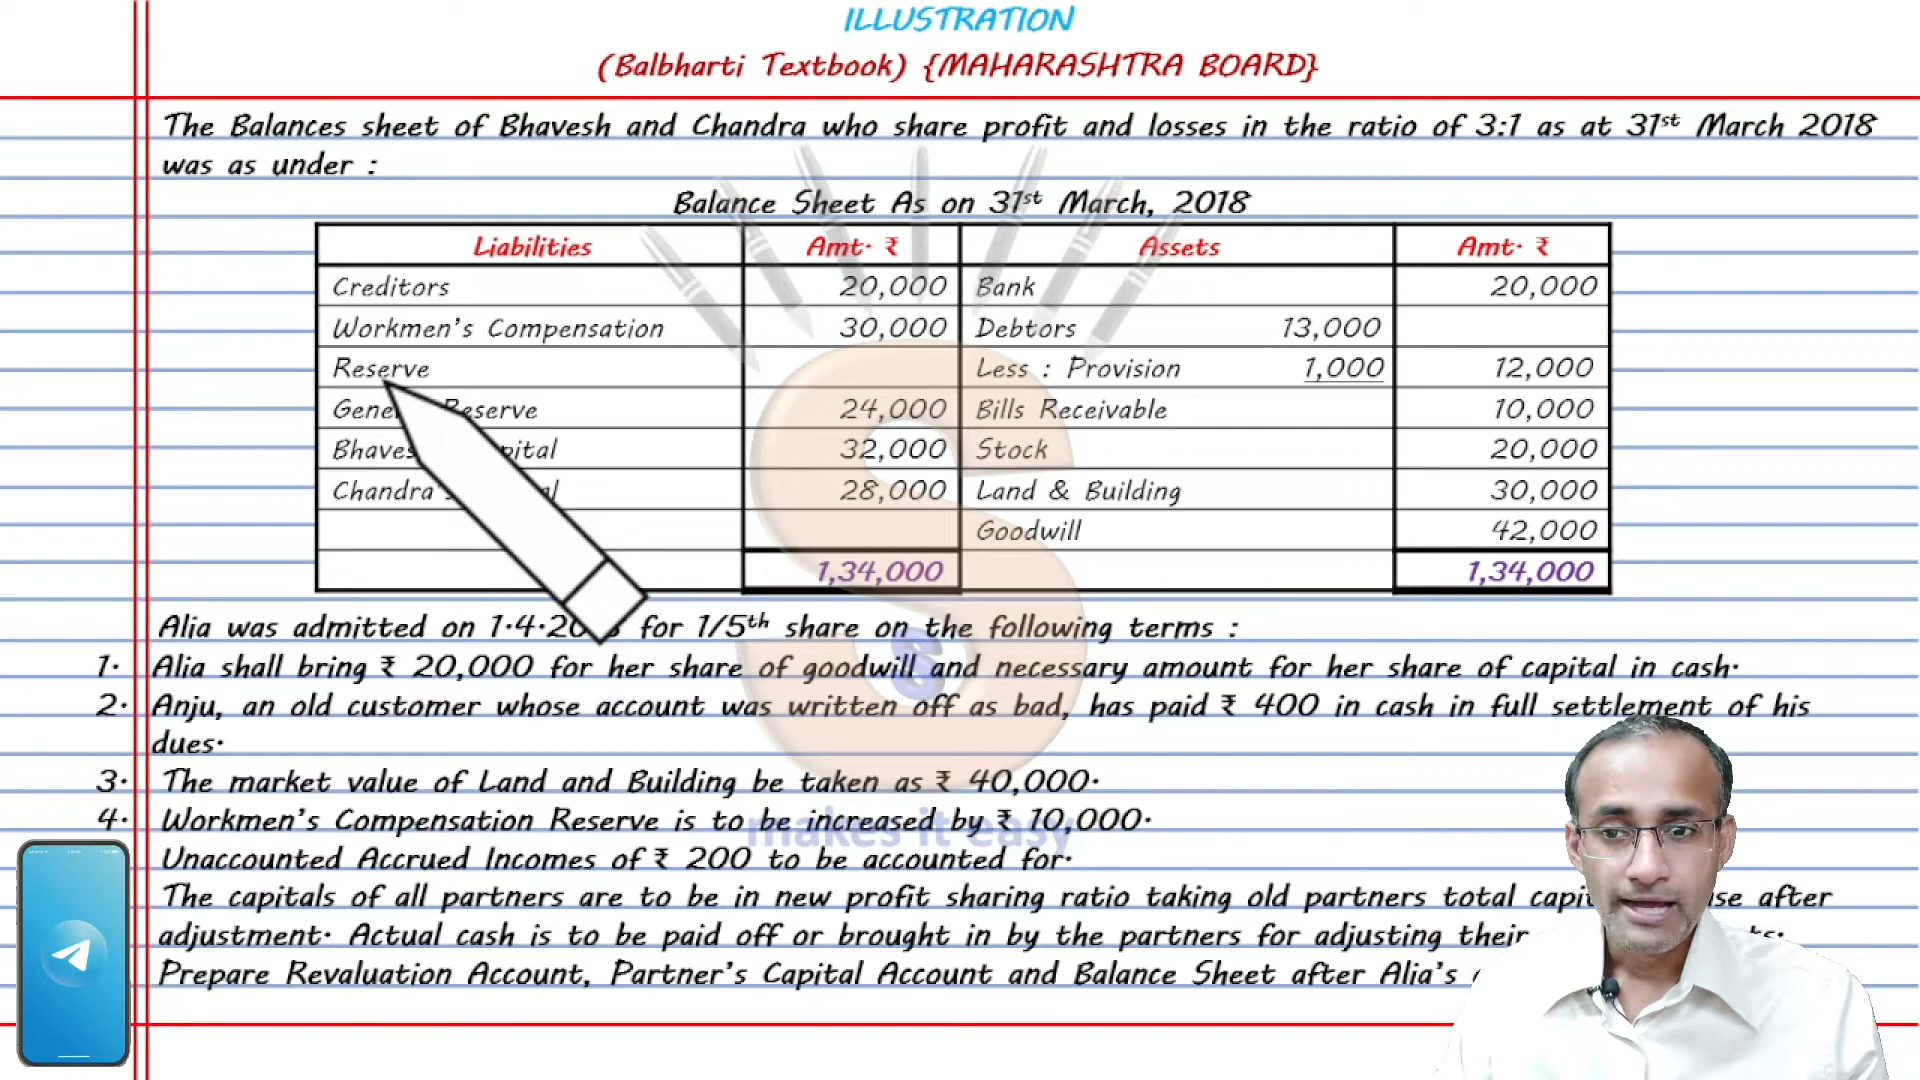 ILLUSTRATION
(Balbharti Textbook) {MAHARASHTRA BOARD}
The Balances sheet of Bhavesh and Chandra who share profit and losses in the ratio of 3:1 as at 31st March 2018
was as under :
Balance Sheet As on 31st March, 2018
Liabilities Amt. ₹ Assets Amt. ₹
Creditors 20,000 Bank 20,000
Workmen's Compensation 30,000 Debtors 13,000
Reserve Less : Provision 1,000 12,000
Reserve 24,000 Bills Receivable 10,000
32,000 Stock 20,000
Chandra 28,000 Land & Building 30,000
Goodwill 42,000
1,34,000 1,34,000
Alia was admitted on for 1/5th share on the following terms :
1. Alia shall bring ₹ 20,000 for her share of goodwill and necessary amount for her share of capital in cash.
2. Anju, an old customer whose account was written off as bad, has paid ₹ 400 in cash in full settlement of his
dues.
3. The market value of Land and Building be taken as ₹ 40,000.
4. Workmen's Compensation Reserve is to be increased by ₹ 10,000.
Unaccounted Accrued Incomes of ₹ 200 to be accounted for.
The capitals of all partners are to be in new profit sharing ratio taking old partners total after
adjustment. Actual cash is to be paid off or brought in by the partners for adjusting their
Prepare Revaluation Account, Partner's Capital Account and Balance Sheet after Alia's
makes it easy